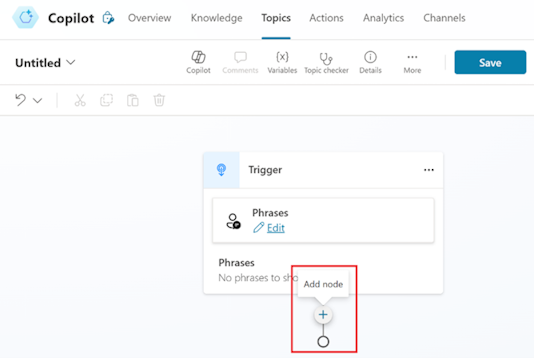 Copilot Overview Knowledge Topics Actions Analytics Channels
Untitled Copilot Comments Variables Topic checker Details More Save
Trigger
Phrases
Edit
Phrases
No phrases to sho
Add node